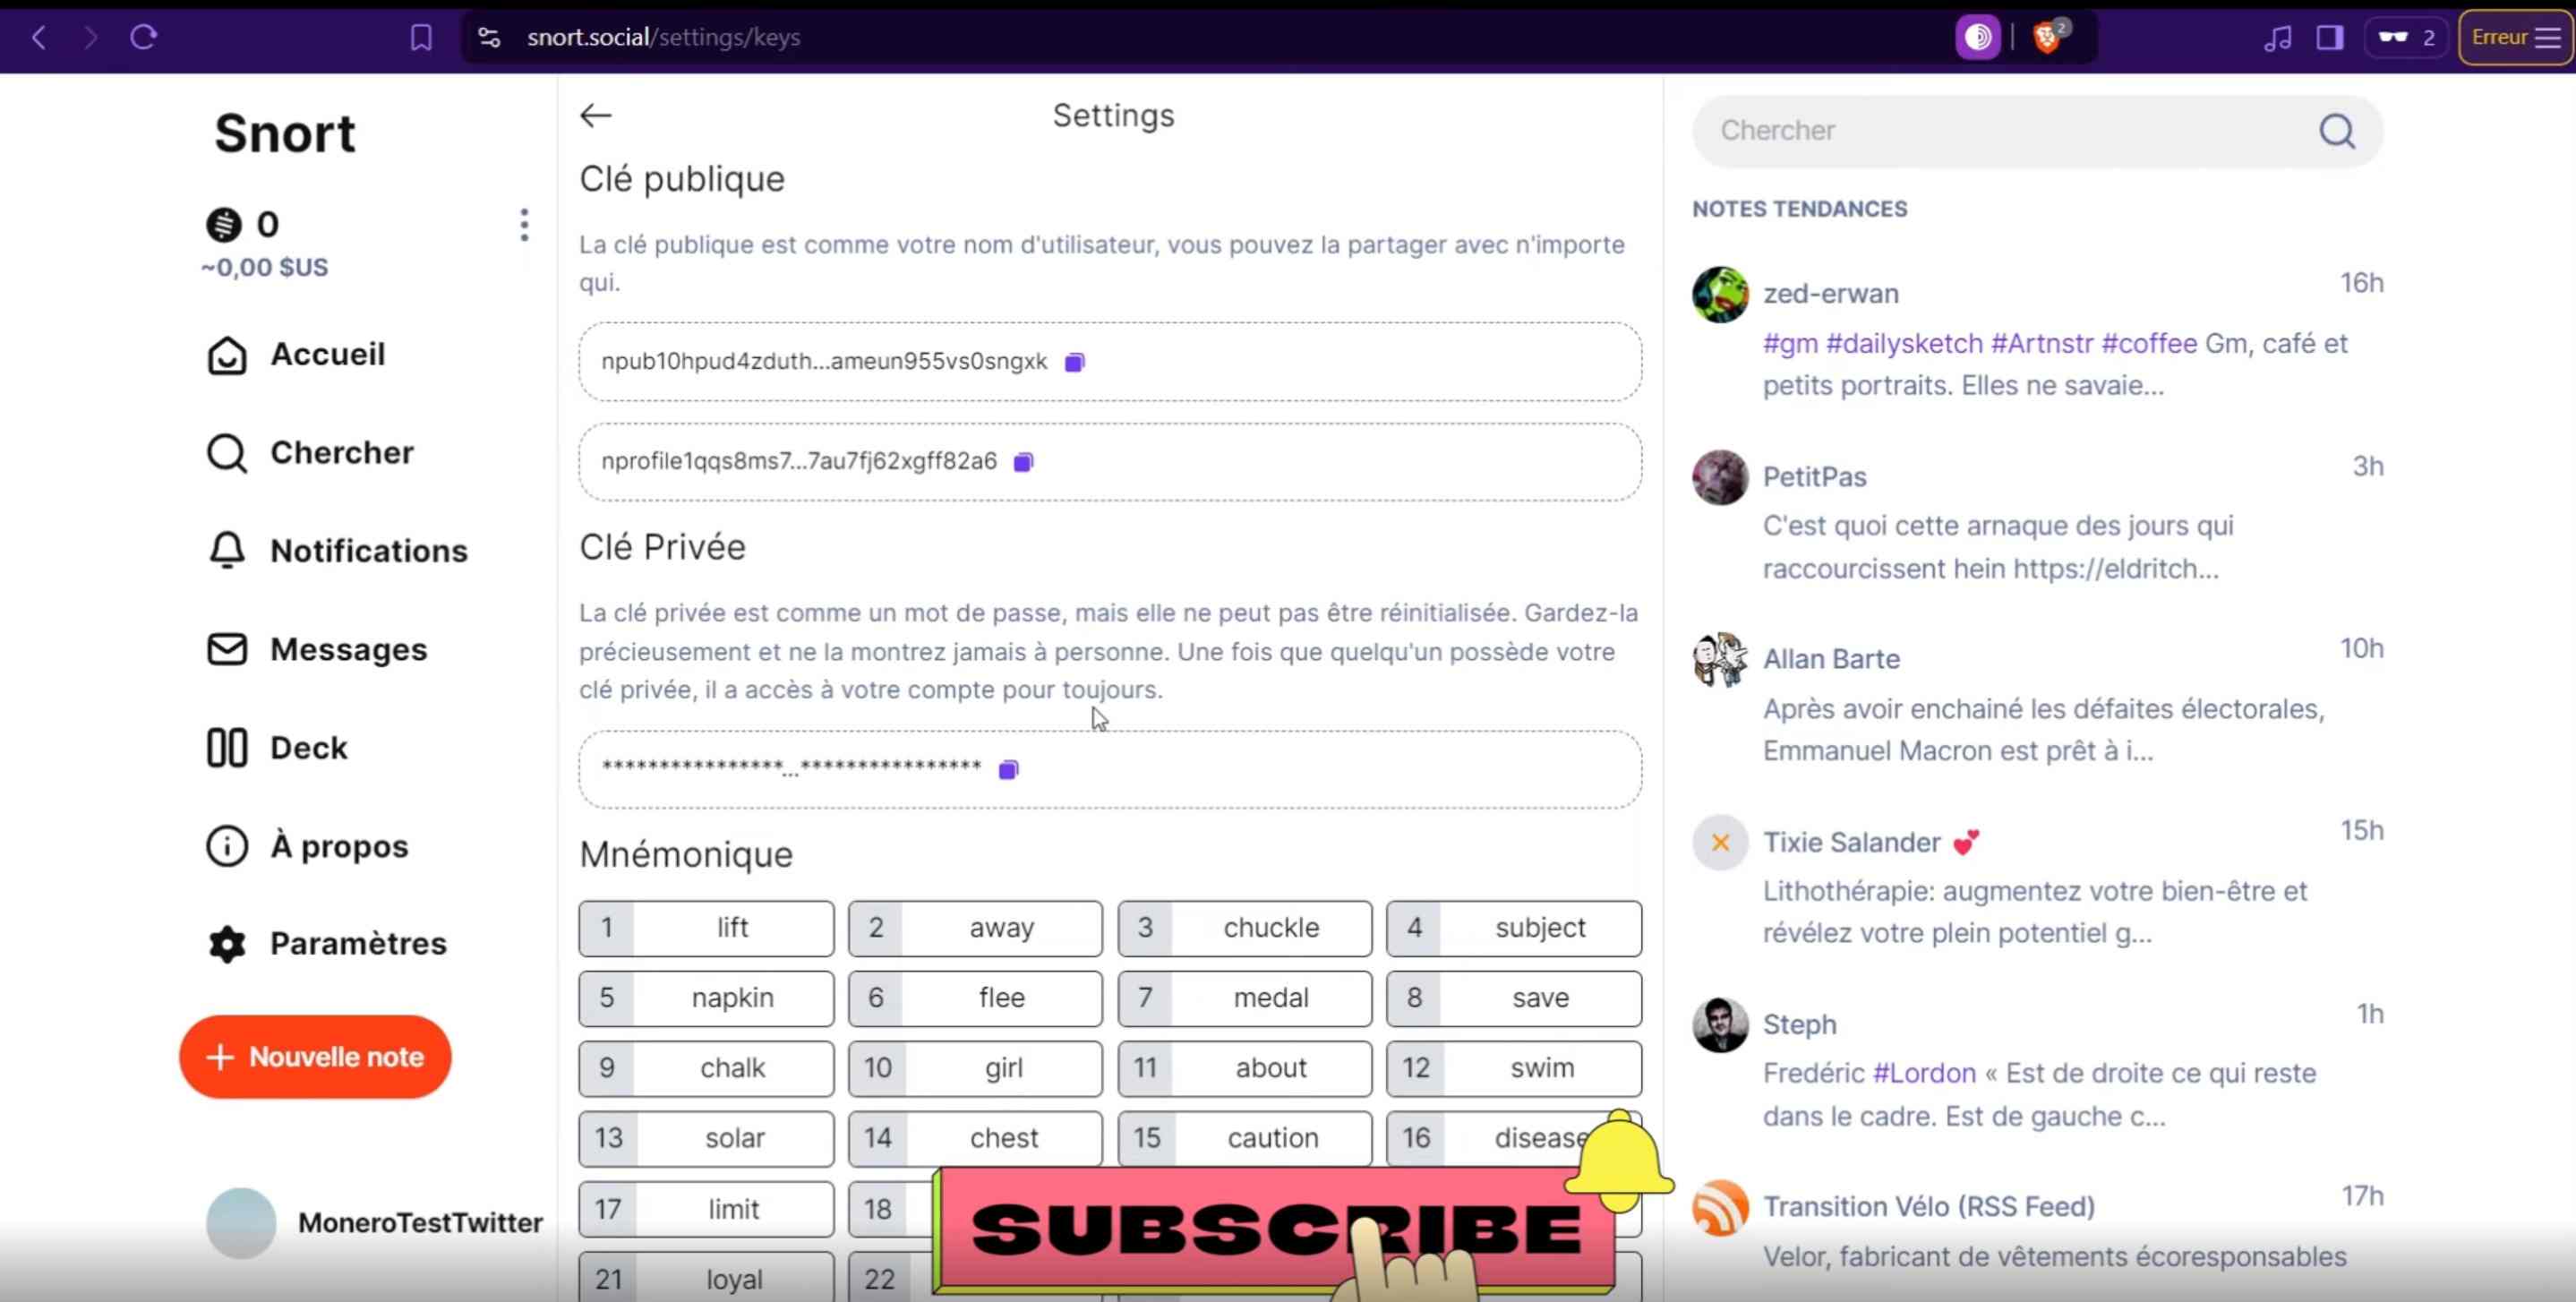 snort.social/settings/keys
2
2
Erreur
Snort
0
~0,00 $US
Accueil
Chercher
Notifications
Messages
Deck
À propos
Paramètres
Nouvelle note
MoneroTestTwitter
Settings
Clé publique
La clé publique est comme votre nom d'utilisateur, vous pouvez la partager avec n'importe
qui.
npub10hpud4zduth...ameun955vs0sngxk
nprofile1qqs8ms7...7au7fj62xgff82a6
Clé Privée
La clé privée est comme un mot de passe, mais elle ne peut pas être réinitialisée. Gardez-la
précieusement et ne la montrez jamais à personne. Une fois que quelqu'un possède votre
clé privée, il a accès à votre compte pour toujours.
****************...****************
Mnémonique
1 lift 2 away 3 chuckle 4 subject
5 napkin 6 flee 7 medal 8 save
9 chalk 10 girl 11 about 12 swim
13 solar 14 chest 15 caution 16 disease
17 limit 18
21 loyal 22
SUBSCRIBE
Chercher
NOTES TENDANCES
zed-erwan 16h
#gm #dailysketch #Artnstr #coffee Gm, café et
petits portraits. Elles ne savaie...
PetitPas 3h
C'est quoi cette arnaque des jours qui
raccourcissent hein https://eldritch...
Allan Barte 10h
Après avoir enchainé les défaites électorales,
Emmanuel Macron est prêt à i...
Tixie Salander 💕 15h
Lithothérapie: augmentez votre bien-être et
révélez votre plein potentiel g...
Steph 1h
Fredéric #Lordon « Est de droite ce qui reste
dans le cadre. Est de gauche c...
Transition Vélo (RSS Feed) 17h
Velor, fabricant de vêtements écoresponsables